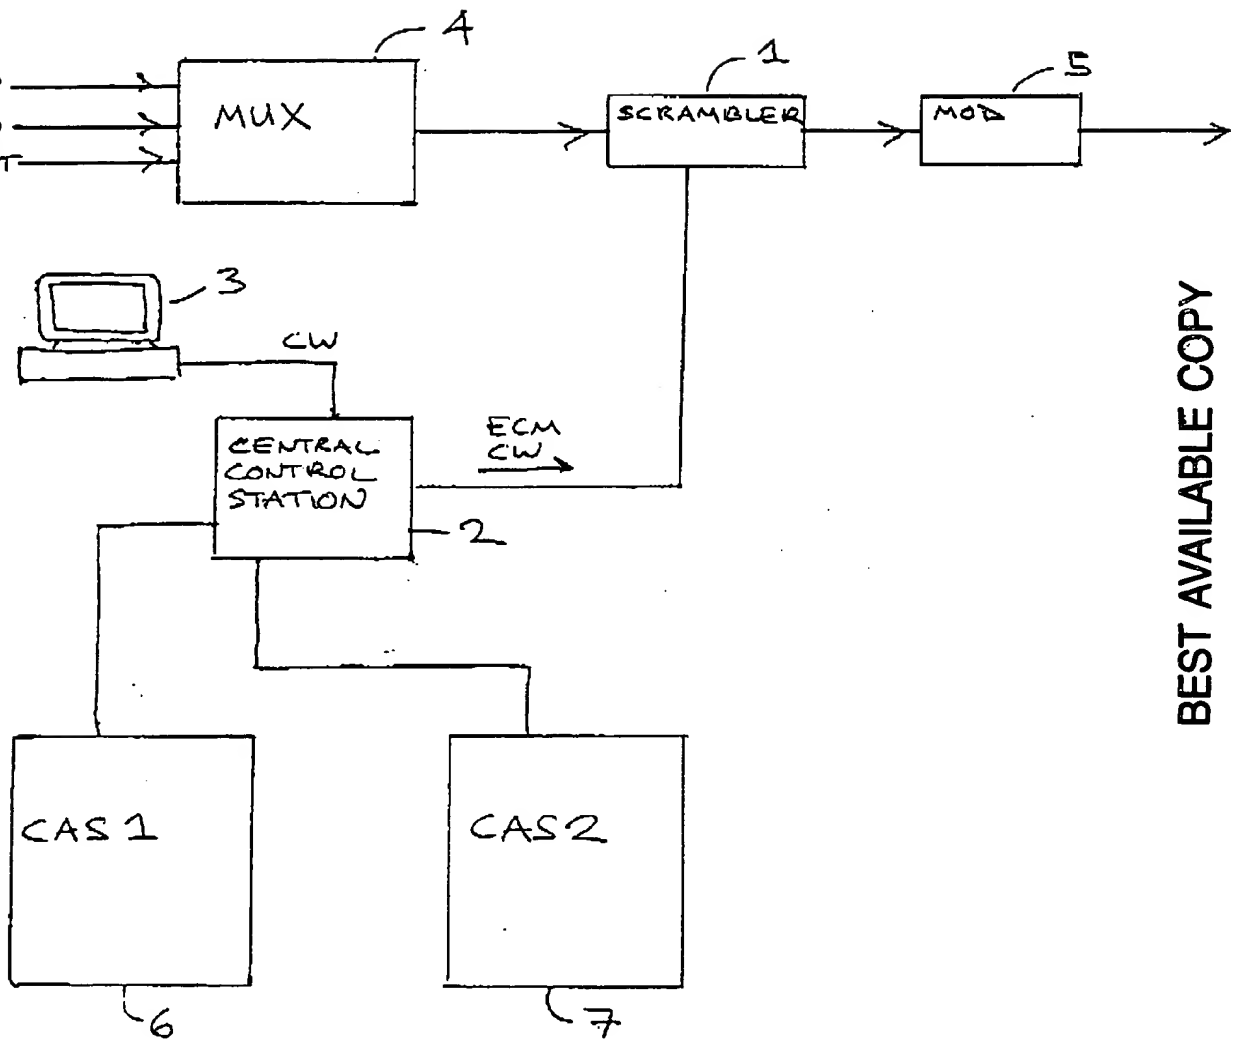 4
1
5
MUX
SCRAMBLER
MOD
T
3
CW
ECM
CW
CENTRAL
CONTROL
STATION
2
CAS 1
CAS 2
6
7
BEST AVAILABLE COPY